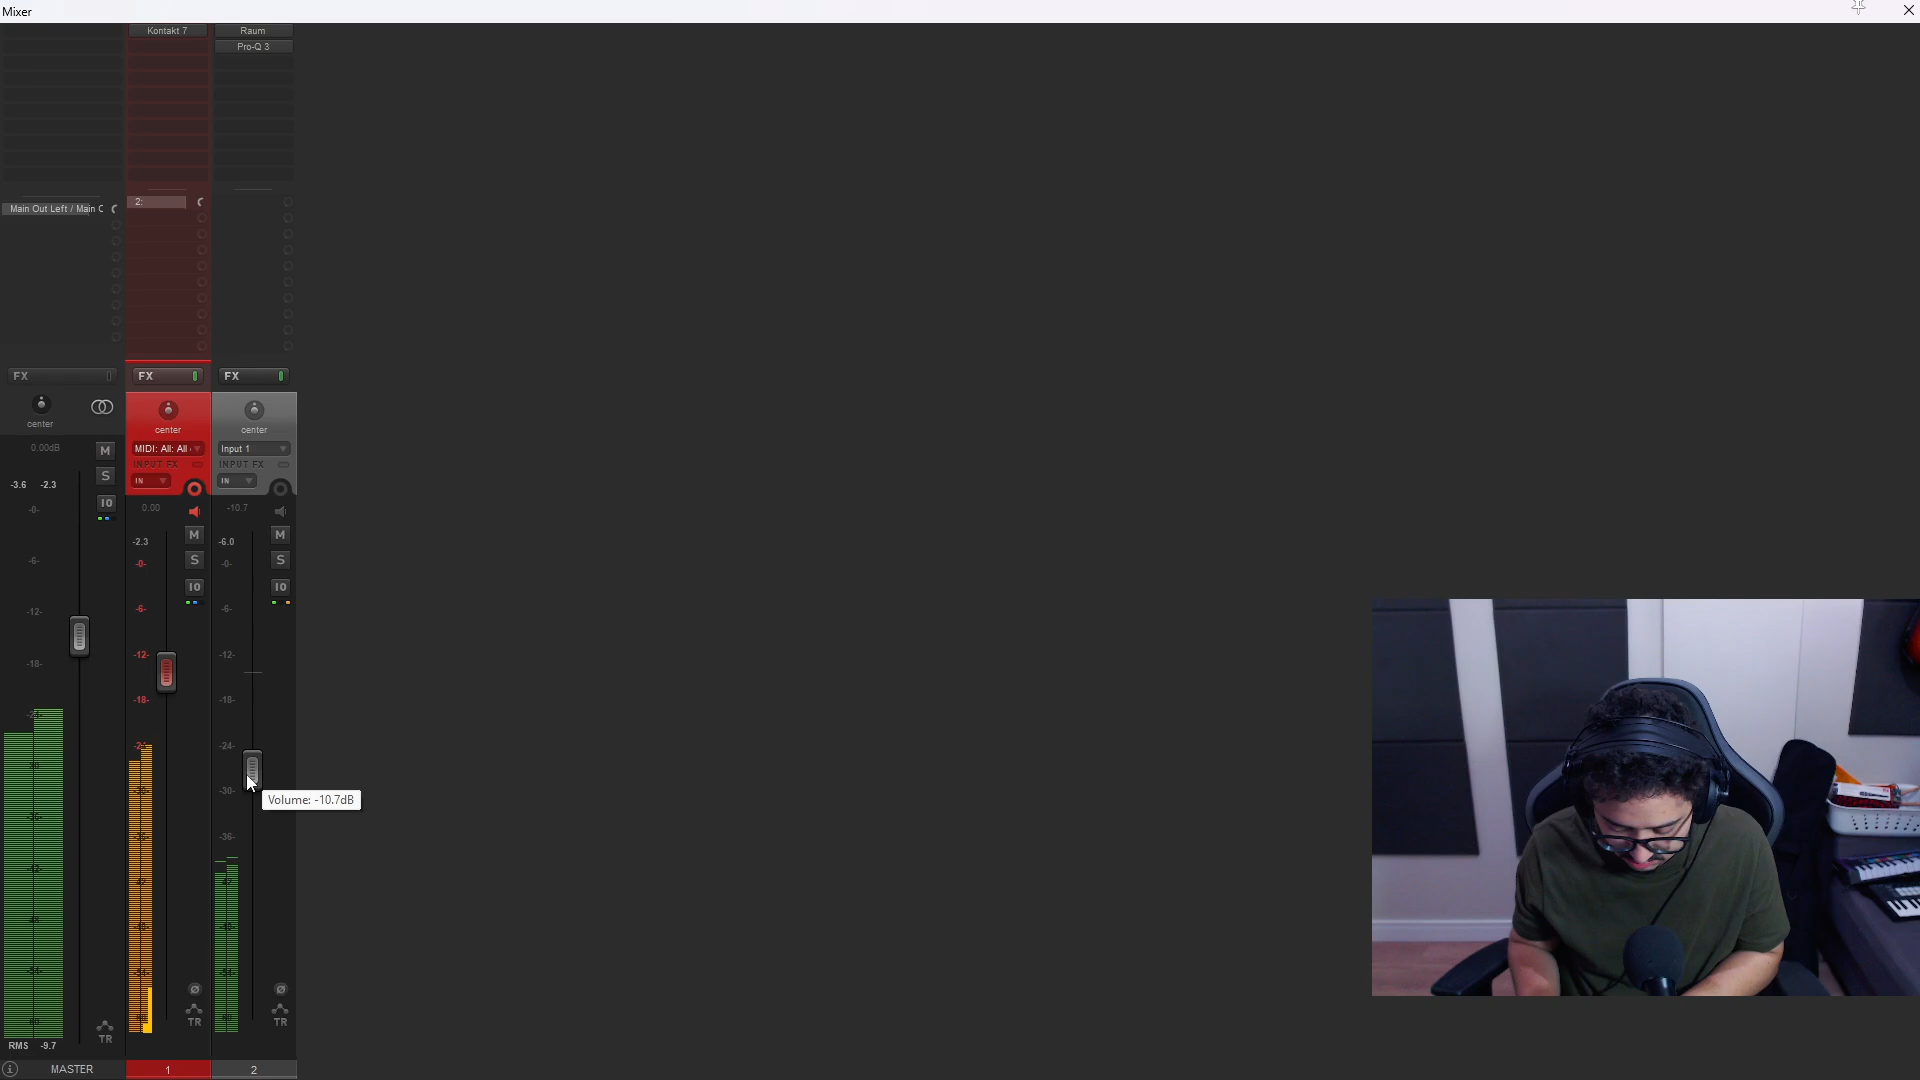 Mixer
Kontakt 7
Raum
Pro-Q 3
Main Out Left / Main C
2:
FX
FX
FX
center
center
center
0.00dB
M
MIDI: All: All
Input 1
INPUT FX
INPUT FX
S
IN
IN
-3.6 -2.3
IO
0.00
-10.7
-0-
M
M
-2.3
-6.0
-6-
S
S
-0-
-0-
IO
IO
-12-
-6-
-6-
-18-
-12-
-12-
-18-
-18-
-24-
-24-
-30-
-36-
Volume: -10.7dB
TR
TR
TR
RMS -9.7
MASTER
1
2